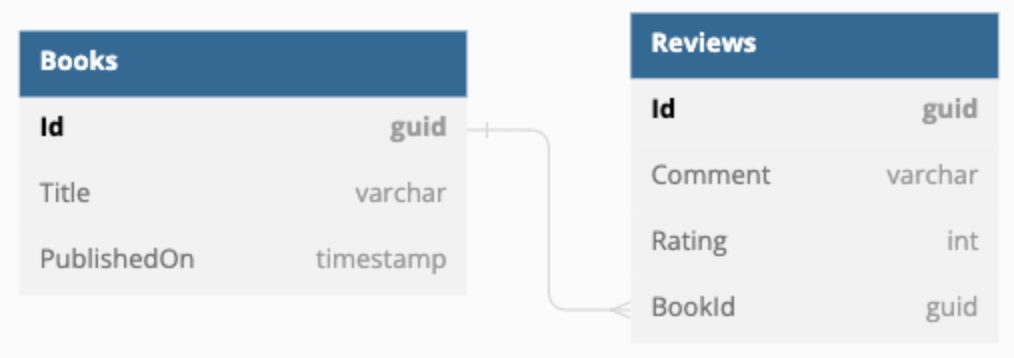 Books
Id guid
Title varchar
PublishedOn timestamp
Reviews
Id guid
Comment varchar
Rating int
BookId guid